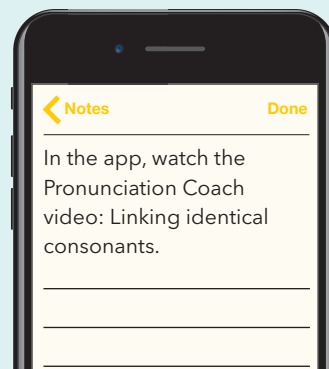 Notes Done
In the app, watch the
Pronunciation Coach
video: Linking identical
consonants.